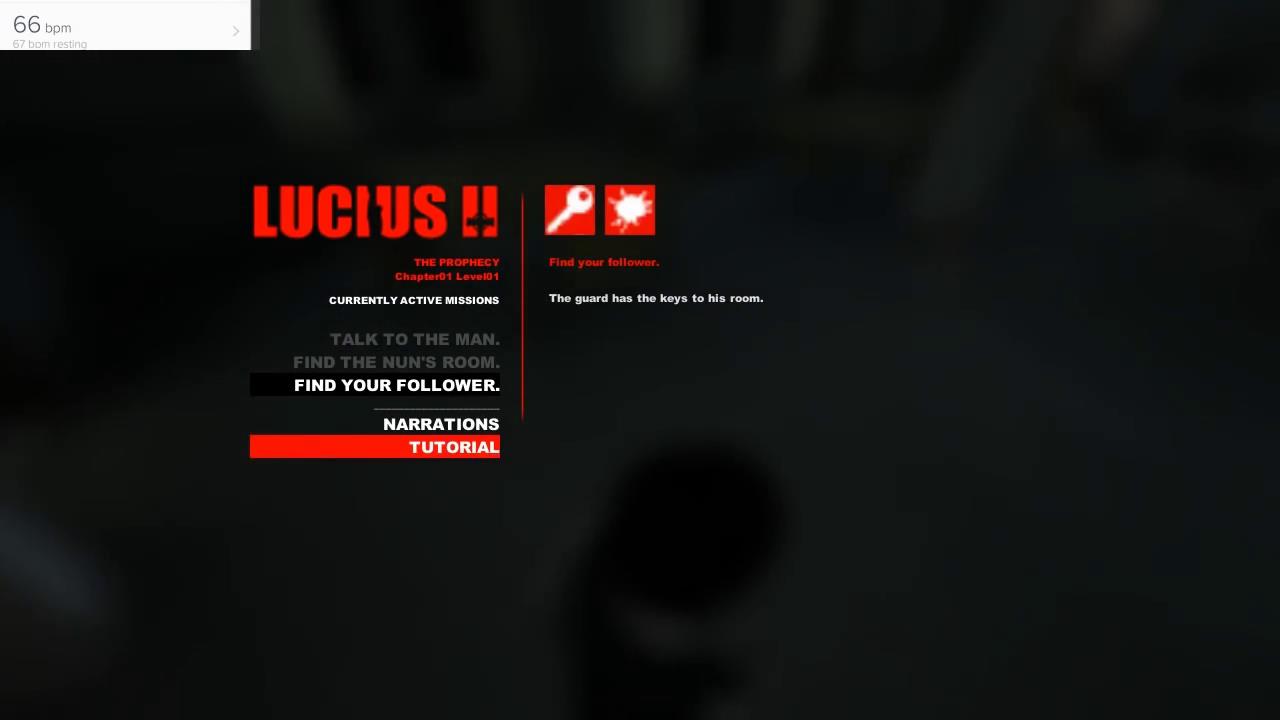 66 bpm
67 bpm resting
LUCIUS II
THE PROPHECY
Chapter01 Level01
CURRENTLY ACTIVE MISSIONS
TALK TO THE MAN.
FIND THE NUN'S ROOM.
FIND YOUR FOLLOWER.
NARRATIONS
TUTORIAL
Find your follower.
The guard has the keys to his room.